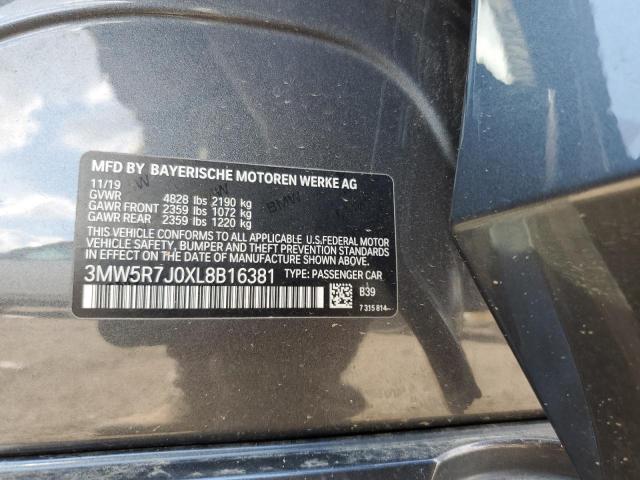 MFD BY BAYERISCHE MOTOREN WERKE AG
11/19
GVWR 4828 lbs 2190 kg
GAWR FRONT 2359 lbs 1072 kg
GAWR REAR 2359 lbs 1220 kg
THIS VEHICLE CONFORMS TO ALL APPLICABLE U.S.FEDERAL MOTOR
VEHICLE SAFETY, BUMPER AND THEFT PREVENTION STANDARDS
IN EFFECT ON THE DATE OF MANUFACTURE SHOWN ABOVE.
3MW5R7J0XL8B16381 TYPE: PASSENGER CAR
B39
7 315 814